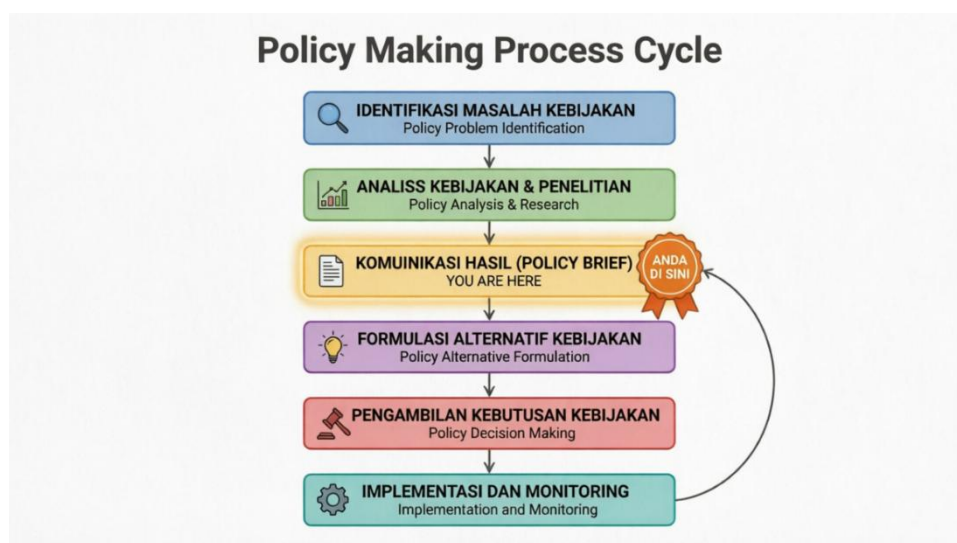 Policy Making Process Cycle
IDENTIFIKASI MASALAH KEBIJAKAN
Policy Problem Identification
ANALISS KEBIJAKAN & PENELITIAN
Policy Analysis & Research
KOMUINIKASI HASIL (POLICY BRIEF)
YOU ARE HERE
ANDA
DI SINI
FORMULASI ALTERNATIF KEBIJAKAN
Policy Alternative Formulation
PENGAMBILAN KEBUTUSAN KEBIJAKAN
Policy Decision Making
IMPLEMENTASI DAN MONITORING
Implementation and Monitoring